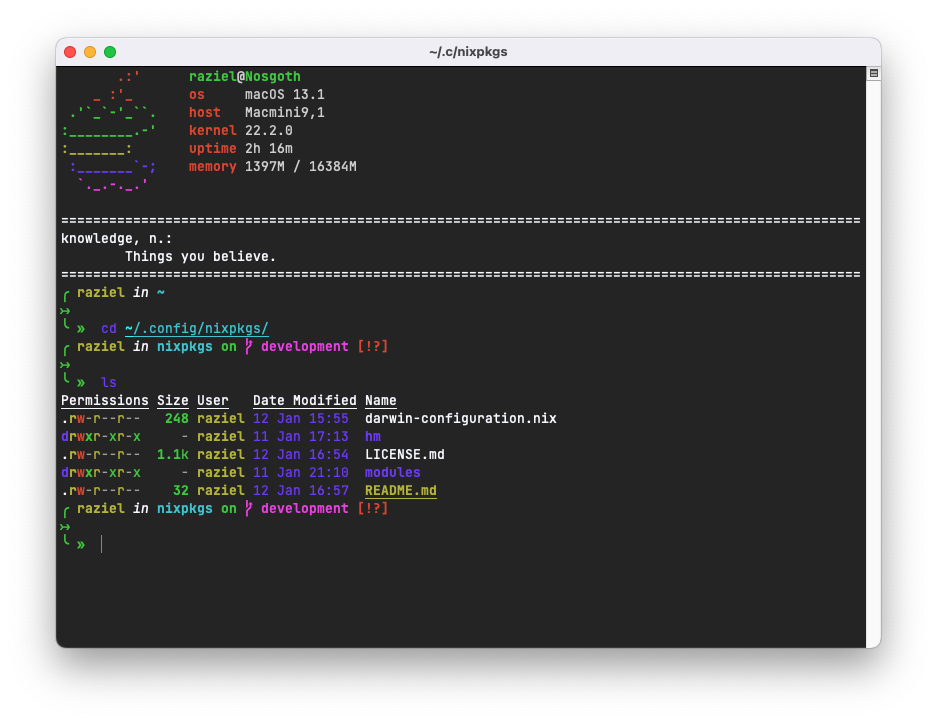 ~/.c/nixpkgs
raziel@Nosgoth
os macOS 13.1
host Macmini9,1
kernel 22.2.0
uptime 2h 16m
memory 1397M / 16384M
====================================================================================================
knowledge, n.:
Things you believe.
====================================================================================================
╭ raziel in ~
↣
╰ » cd ~/.config/nixpkgs/
╭ raziel in nixpkgs on development [!?]
↣
╰ » ls
Permissions Size User Date Modified Name
.rw-r--r-- 248 raziel 12 Jan 15:55 darwin-configuration.nix
drwxr-xr-x - raziel 11 Jan 17:13 hm
.rw-r--r-- 1.1k raziel 12 Jan 16:54 LICENSE.md
drwxr-xr-x - raziel 11 Jan 21:10 modules
.rw-r--r-- 32 raziel 12 Jan 16:57 README.md
╭ raziel in nixpkgs on development [!?]
↣
╰ »